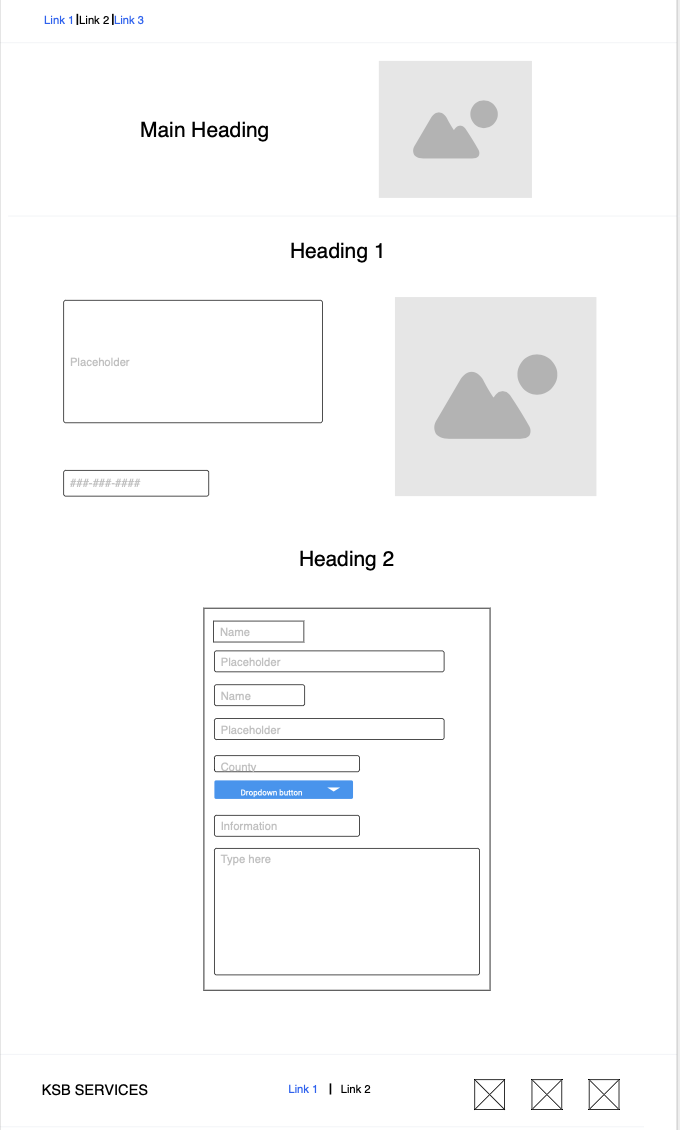 Link 1 | Link 2 | Link 3
Main Heading
Heading 1
Placeholder
###-###-####
Heading 2
Name
Placeholder
Name
Placeholder
County
Dropdown button
Information
Type here
KSB SERVICES
Link 1 | Link 2